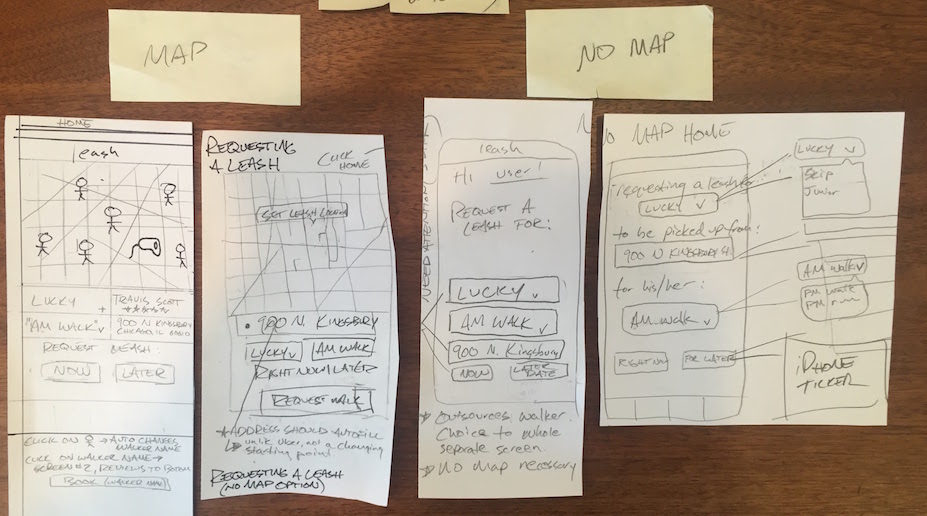 MAP
NO MAP
HOME
leash
LUCKY
TRAVIS SCOTT
"AM WALK" v
900 N KINGSBURY
CHICAGO, IL 60610
REQUEST LEASH:
NOW
LATER
CLICK ON
→ AUTO CHANGES
WALKER NAME
CLICK ON WALKER NAME →
SCREEN #2, REVIEWS TO BOTTOM
BOOK (WALKER NAME)
REQUESTING
A LEASH
CLICK
HOME
SET LEASH LOCATION
• 900 N. KINGSBURY
LUCKY v
AM WALK
RIGHT NOW/LATER
REQUEST WALK
* ADDRESS SHOULD AUTOFILL
↳ unlike Uber, not a changing
starting point
REQUESTING A LEASH
(NO MAP OPTION)
leash
Hi user!
REQUEST A
LEASH FOR:
LUCKY v
AM WALK v
900 N. Kingsbury
NOW
LATER
DATE
→ OUTSOURCES WALKER
CHOICE TO WHOLE
separate screen.
→ NO MAP necessary
NO MAP HOME
requesting a leash for:
LUCKY v
to be picked up from:
900 N KINGSBURY St.
for his/her:
AM walk v
RIGHT NOW
FOR LATER
LUCKY v
Skip
Junior
AM WALK v
PM WALK
PM run
iPHONE
TICKER